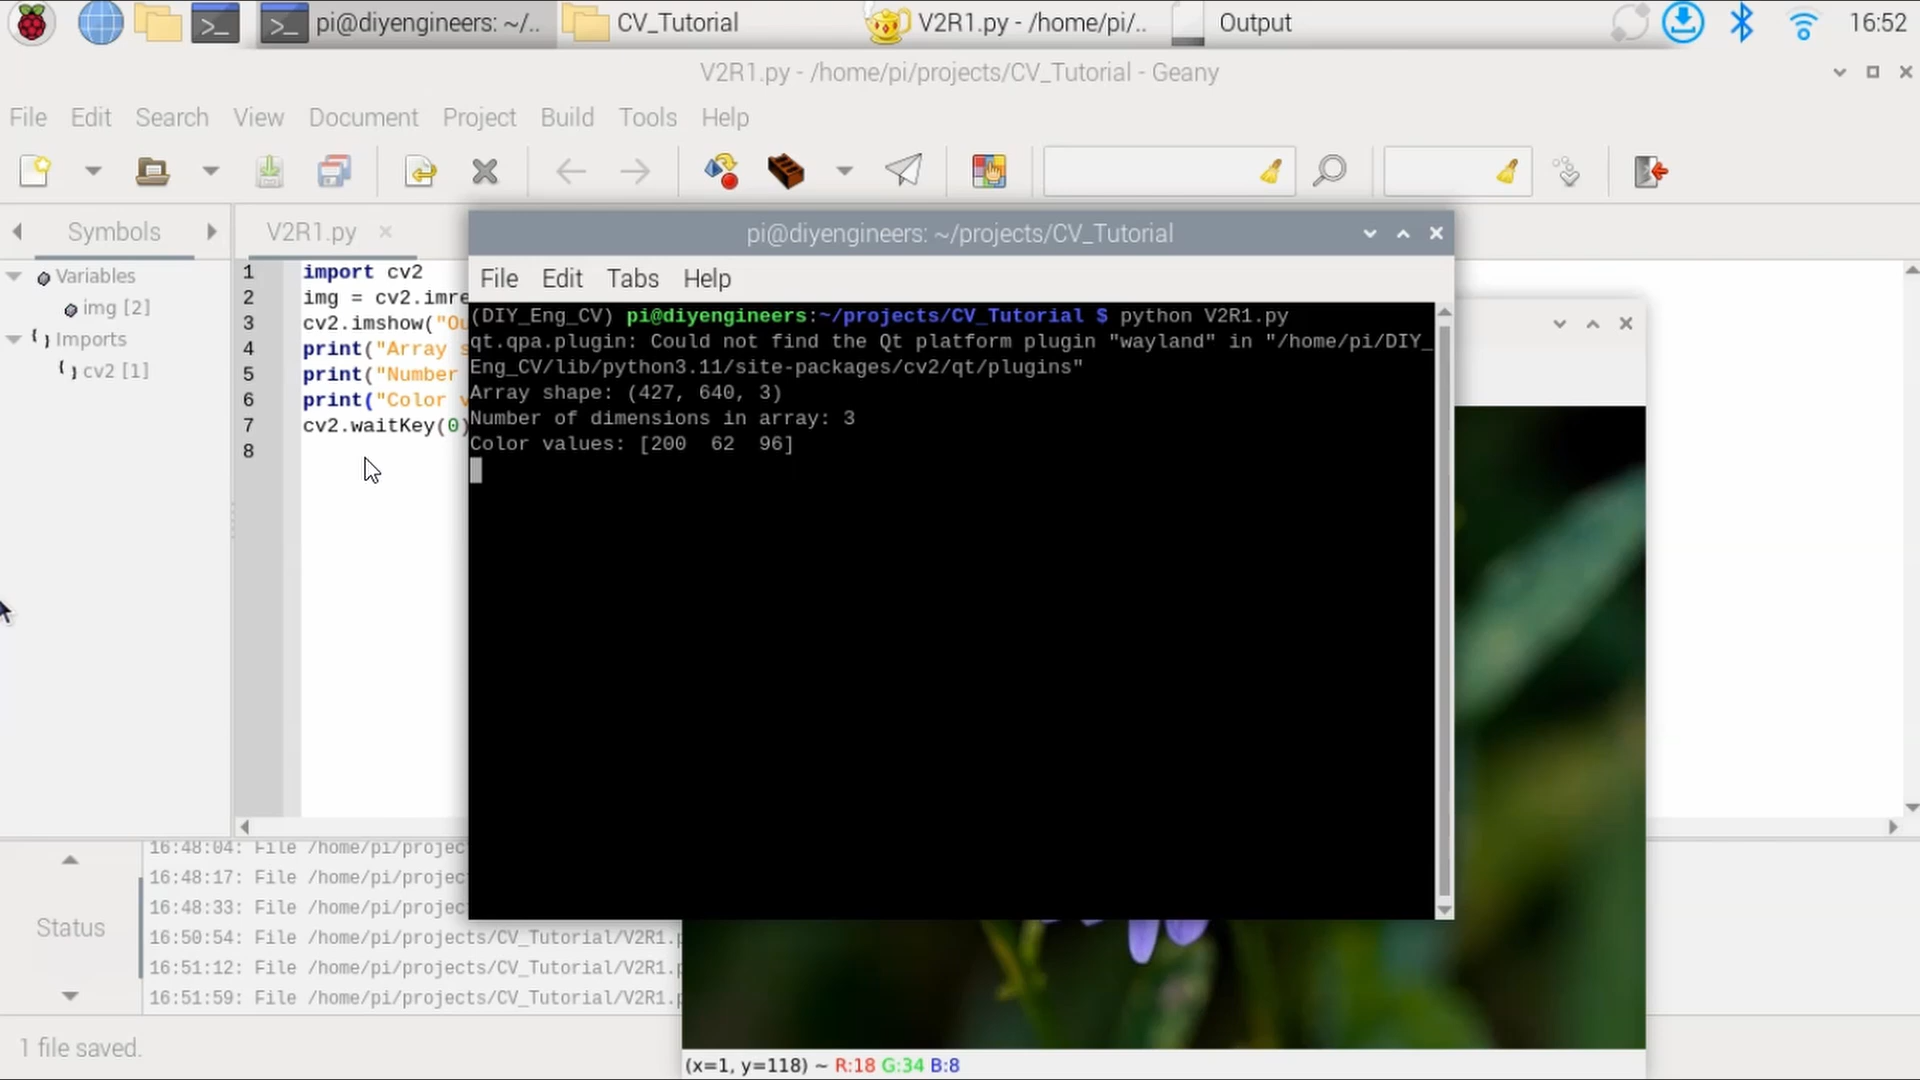 pi@diyengineers: ~/..
CV_Tutorial
V2R1.py - /home/pi/..
Output
16:52
V2R1.py - /home/pi/projects/CV_Tutorial - Geany
File Edit Search View Document Project Build Tools Help
Symbols
V2R1.py
Variables
img [2]
Imports
cv2 [1]
1 import cv2
2 img = cv2.imre
3 cv2.imshow("Ou
4 print("Array s
5 print("Number
6 print("Color v
7 cv2.waitKey(0)
8
pi@diyengineers: ~/projects/CV_Tutorial
File Edit Tabs Help
(DIY_Eng_CV) pi@diyengineers:~/projects/CV_Tutorial $ python V2R1.py
qt.qpa.plugin: Could not find the Qt platform plugin "wayland" in "/home/pi/DIY_
Eng_CV/lib/python3.11/site-packages/cv2/qt/plugins"
Array shape: (427, 640, 3)
Number of dimensions in array: 3
Color values: [200  62  96]
Status
16:48:04: File /home/pi/projec
16:48:17: File /home/pi/projec
16:48:33: File /home/pi/projec
16:50:54: File /home/pi/projects/CV_Tutorial/V2R1.p
16:51:12: File /home/pi/projects/CV_Tutorial/V2R1.p
16:51:59: File /home/pi/projects/CV_Tutorial/V2R1.p
1 file saved.
(x=1, y=118) ~ R:18 G:34 B:8